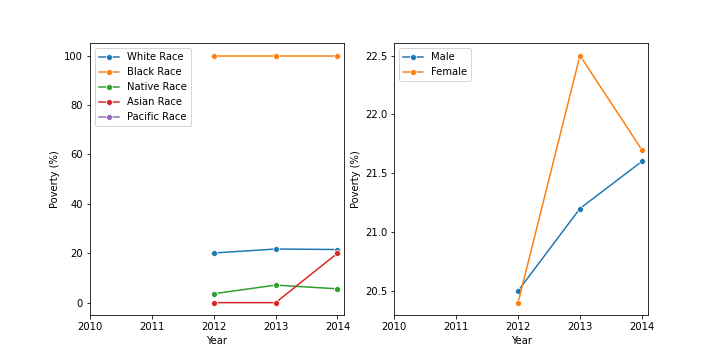 White Race
Black Race
Native Race
Asian Race
Pacific Race
100
80
60
40
20
0
Poverty (%)
2010 2011 2012 2013 2014
Year
Male
Female
22.5
22.0
21.5
21.0
20.5
Poverty (%)
2010 2011 2012 2013 2014
Year